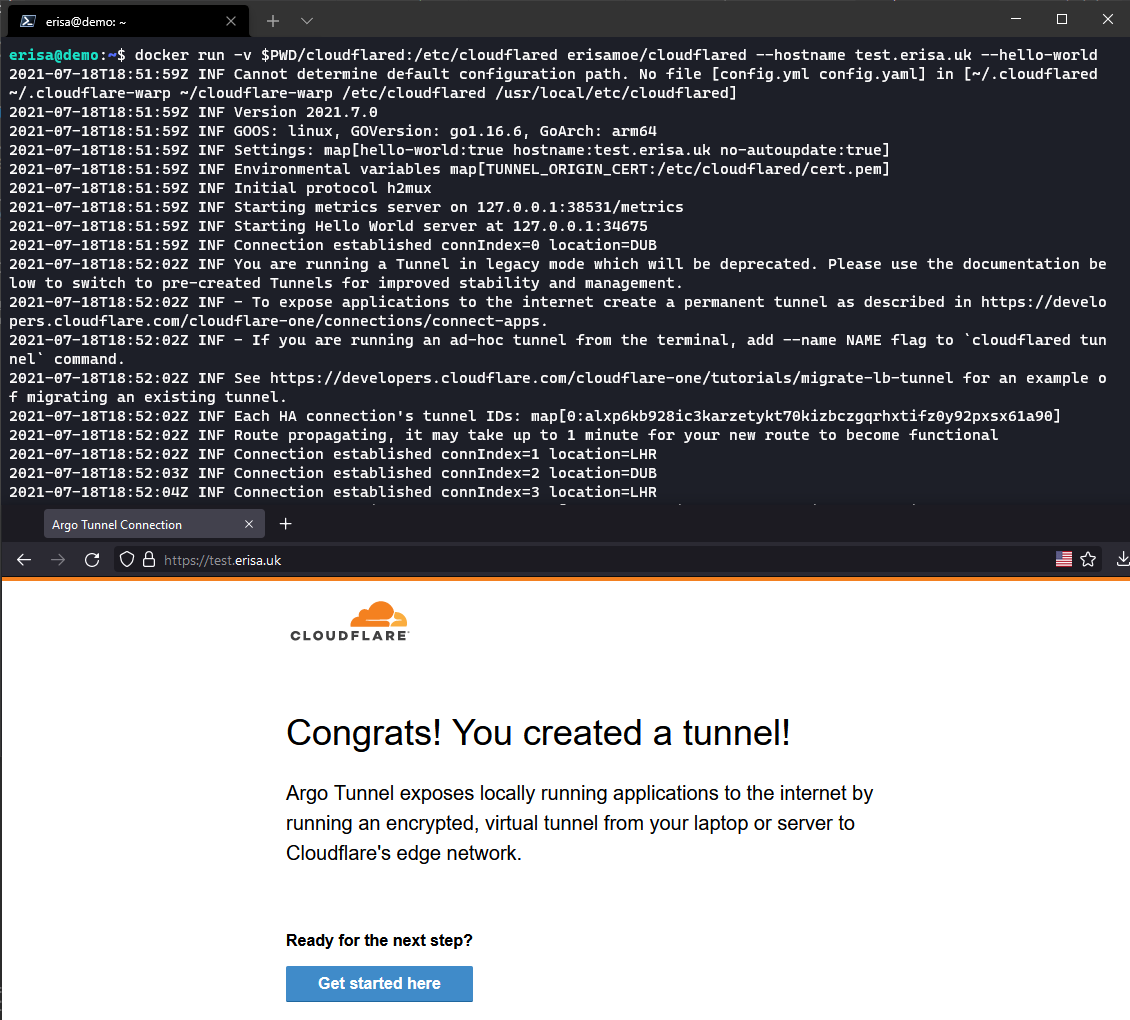 erisa@demo: ~
erisa@demo:~$ docker run -v $PWD/cloudflared:/etc/cloudflared erisamoe/cloudflared --hostname test.erisa.uk --hello-world
2021-07-18T18:51:59Z INF Cannot determine default configuration path. No file [config.yml config.yaml] in [~/.cloudflared
~/.cloudflare-warp ~/cloudflare-warp /etc/cloudflared /usr/local/etc/cloudflared]
2021-07-18T18:51:59Z INF Version 2021.7.0
2021-07-18T18:51:59Z INF GOOS: linux, GOVersion: go1.16.6, GoArch: arm64
2021-07-18T18:51:59Z INF Settings: map[hello-world:true hostname:test.erisa.uk no-autoupdate:true]
2021-07-18T18:51:59Z INF Environmental variables map[TUNNEL_ORIGIN_CERT:/etc/cloudflared/cert.pem]
2021-07-18T18:51:59Z INF Initial protocol h2mux
2021-07-18T18:51:59Z INF Starting metrics server on 127.0.0.1:38531/metrics
2021-07-18T18:51:59Z INF Starting Hello World server at 127.0.0.1:34675
2021-07-18T18:51:59Z INF Connection established connIndex=0 location=DUB
2021-07-18T18:52:02Z INF You are running a Tunnel in legacy mode which will be deprecated. Please use the documentation be
low to switch to pre-created Tunnels for improved stability and management.
2021-07-18T18:52:02Z INF - To expose applications to the internet create a permanent tunnel as described in https://develo
pers.cloudflare.com/cloudflare-one/connections/connect-apps.
2021-07-18T18:52:02Z INF - If you are running an ad-hoc tunnel from the terminal, add --name NAME flag to `cloudflared tun
nel` command.
2021-07-18T18:52:02Z INF See https://developers.cloudflare.com/cloudflare-one/tutorials/migrate-lb-tunnel for an example o
f migrating an existing tunnel.
2021-07-18T18:52:02Z INF Each HA connection's tunnel IDs: map[0:alxp6kb928ic3karzetykt70kizbczgqrhxtifz0y92pxsx61a90]
2021-07-18T18:52:02Z INF Route propagating, it may take up to 1 minute for your new route to become functional
2021-07-18T18:52:02Z INF Connection established connIndex=1 location=LHR
2021-07-18T18:52:03Z INF Connection established connIndex=2 location=DUB
2021-07-18T18:52:04Z INF Connection established connIndex=3 location=LHR
Argo Tunnel Connection
https://test.erisa.uk
CLOUDFLARE
Congrats! You created a tunnel!
Argo Tunnel exposes locally running applications to the internet by
running an encrypted, virtual tunnel from your laptop or server to
Cloudflare's edge network.
Ready for the next step?
Get started here